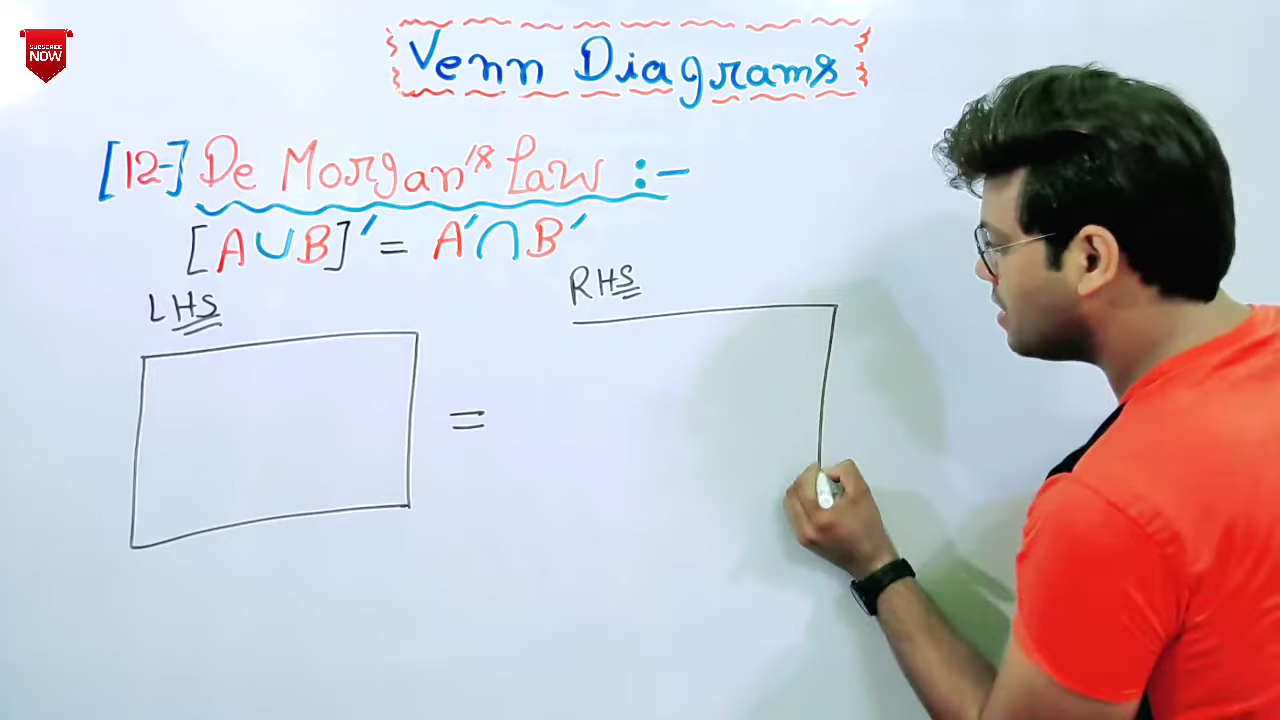 SUBSCRIBE
NOW
Venn Diagrams
[12-] De Morgan's Law :-
[A∪B]' = A'∩B'
LHS
RHS
=